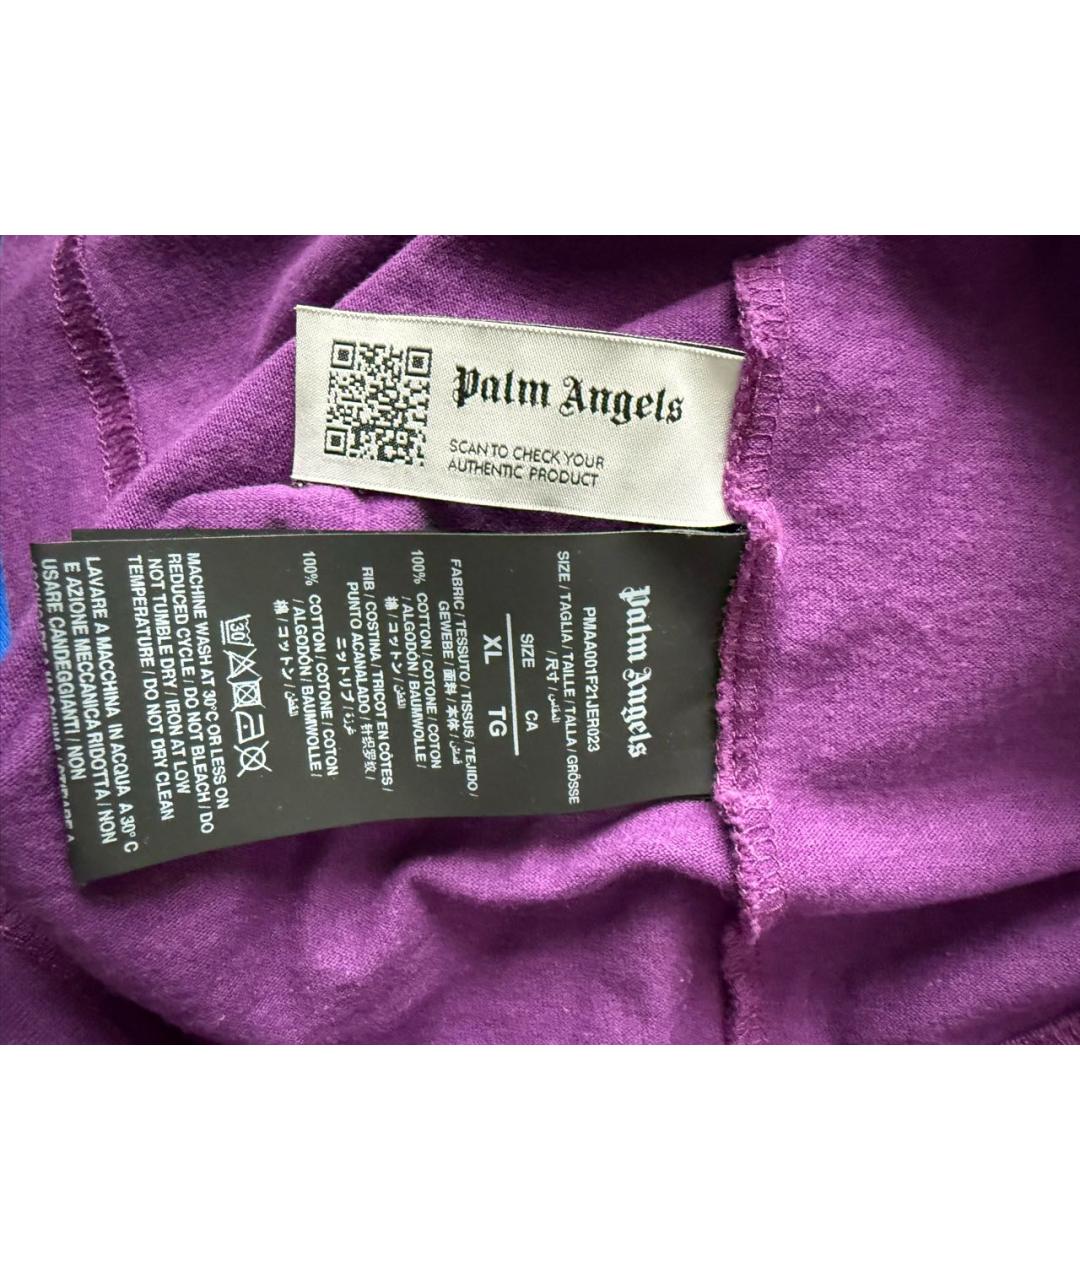 Palm Angels
SCAN TO CHECK YOUR
AUTHENTIC PRODUCT
Palm Angels
PMAA001F21JER023
SIZE / TAGLIA / TAILLE / TALLA / GRÖSSE
/ 尺寸 / المقاس
SIZE CA
XL TG
FABRIC / TESSUTO / TISSUS / TEJIDO /
GEWEBE / 面料 / 本体 / قماش
100% COTTON / COTONE / COTON
/ ALGODÓN / BAUMWOLLE /
棉 / コットン / القطن
RIB / COSTINA / TRICOT EN CÔTES /
PUNTO ACANALADO / 针织罗纹 /
ニットリブ / غرزة
100% COTTON / COTONE / COTON
/ ALGODÓN / BAUMWOLLE /
棉 / コットン / القطن
30
MACHINE WASH AT 30°C OR LESS ON
REDUCED CYCLE / DO NOT BLEACH / DO
NOT TUMBLE DRY / IRON AT LOW
TEMPERATURE / DO NOT DRY CLEAN
LAVARE A MACCHINA IN ACQUA A 30° C
E AZIONE MECCANICA RIDOTTA / NON
USARE CANDEGGIANTI / NON